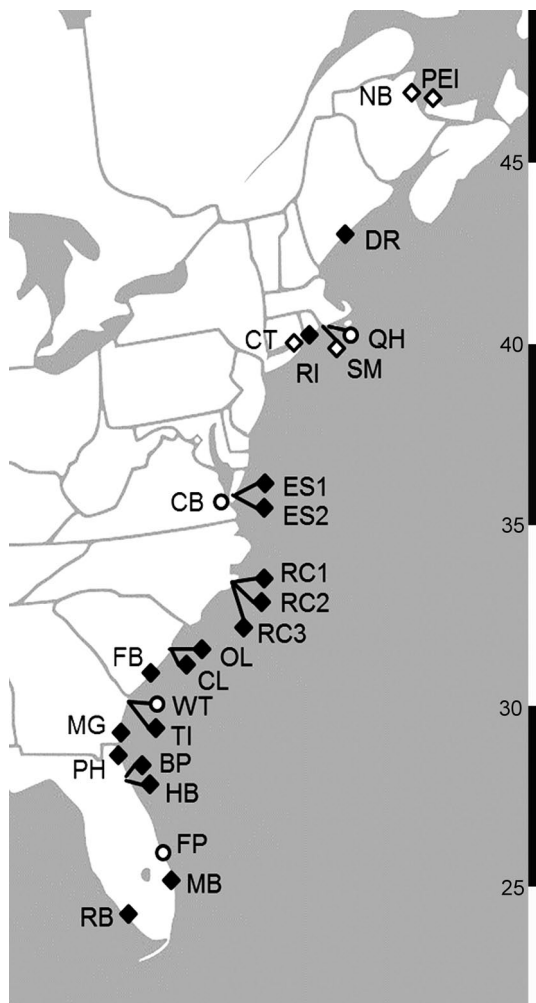 PEI
NB
45
DR
CT
QH
40
RI
SM
ES1
CB
ES2
35
RC1
RC2
RC3
OL
FB
CL
WT
30
MG
TI
BP
PH
HB
FP
MB
25
RB